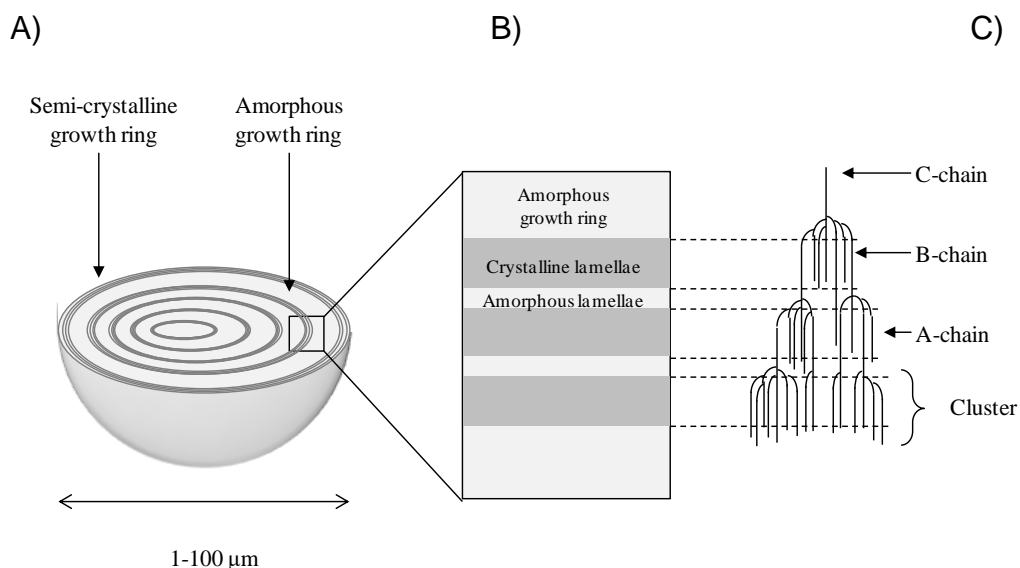 A)
B)
C)
Semi-crystalline
growth ring
Amorphous
growth ring
1-100 µm
Amorphous
growth ring
Crystalline lamellae
Amorphous lamellae
C-chain
B-chain
A-chain
Cluster